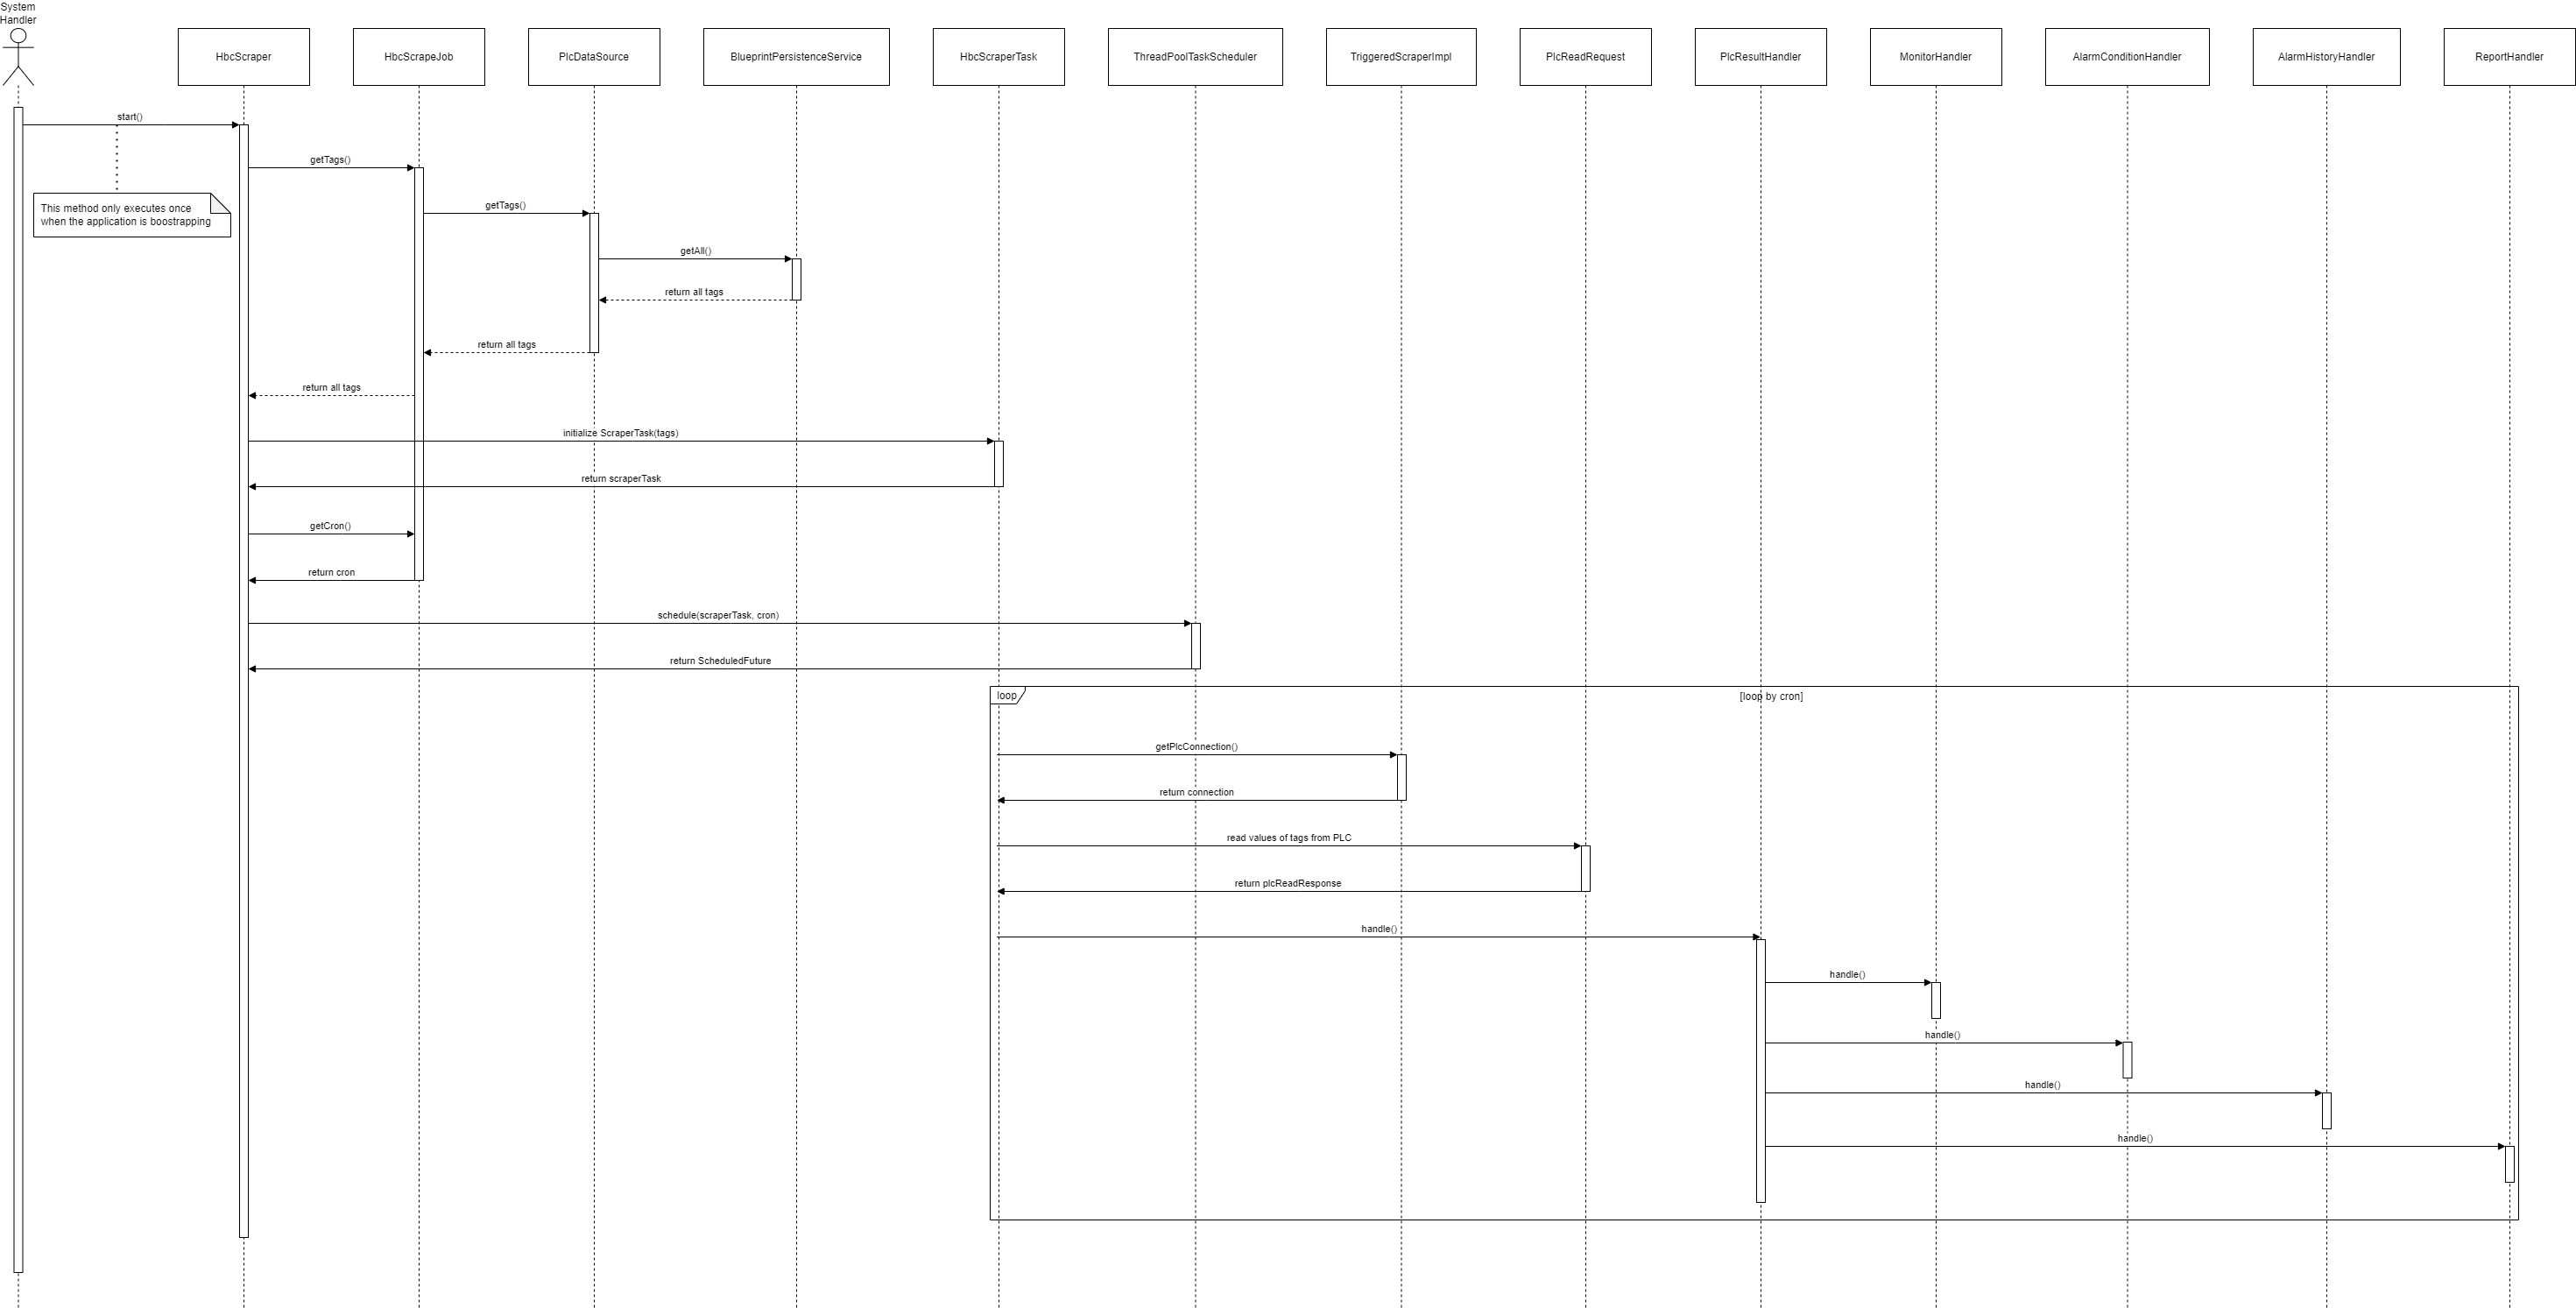 System
Handler
HbcScraper
HbcScrapeJob
PlcDataSource
BlueprintPersistenceService
HbcScraperTask
ThreadPoolTaskScheduler
TriggeredScraperImpl
PlcReadRequest
PlcResultHandler
MonitorHandler
AlarmConditionHandler
AlarmHistoryHandler
ReportHandler
start()
getTags()
This method only executes once
when the application is boostrapping
getTags()
getAll()
return all tags
return all tags
return all tags
initialize ScraperTask(tags)
return scraperTask
getCron()
return cron
schedule(scraperTask, cron)
return ScheduledFuture
loop
[loop by cron]
getPlcConnection()
return connection
read values of tags from PLC
return plcReadResponse
handle()
handle()
handle()
handle()
handle()